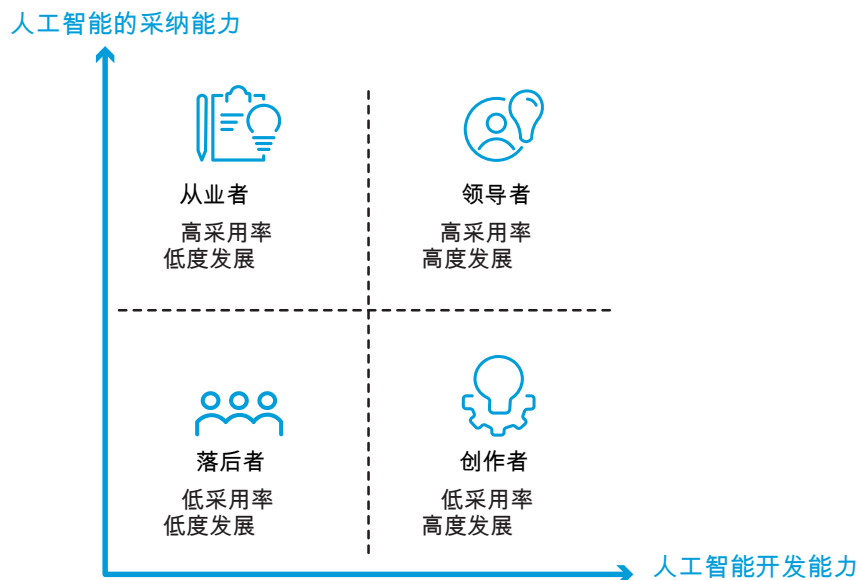 人工智能的采纳能力
从业者
高采用率
低度发展
领导者
高采用率
高度发展
落后者
低采用率
低度发展
创作者
低采用率
高度发展
人工智能开发能力